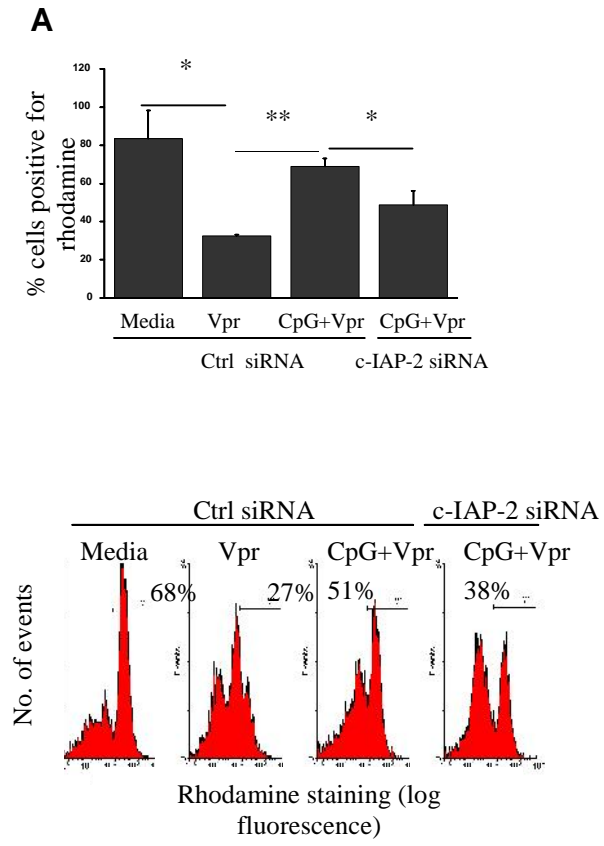 A
120
100
80
60
40
20
0
% cells positive for
rhodamine
*
**
*
Media Vpr CpG+Vpr CpG+Vpr
Ctrl siRNA c-IAP-2 siRNA
Ctrl siRNA c-IAP-2 siRNA
Media Vpr CpG+Vpr CpG+Vpr
68% 27% 51% 38%
No. of events
Rhodamine staining (log
fluorescence)